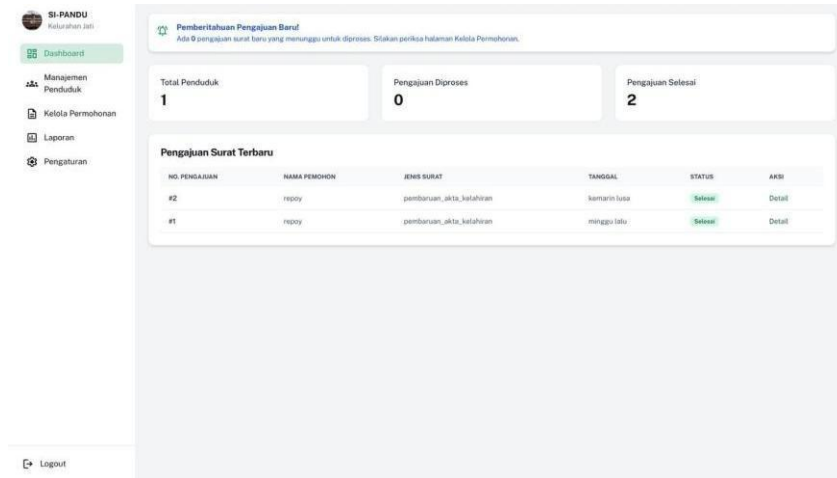 SI-PANDU
Kelurahan Jati
Dashboard
Manajemen
Penduduk
Kelola Permohonan
Laporan
Pengaturan
Logout
Pemberitahuan Pengajuan Baru!
Ada 0 pengajuan surat baru yang menunggu untuk diproses. Silakan periksa halaman Kelola Permohonan.
Total Penduduk
1
Pengajuan Diproses
0
Pengajuan Selesai
2
Pengajuan Surat Terbaru
NO. PENGAJUAN NAMA PEMOHON JENIS SURAT TANGGAL STATUS AKSI
#2 repoy pembaruan_akta_kelahiran kemarin lusa Selesai Detail
#1 repoy pembaruan_akta_kelahiran minggu lalu Selesai Detail